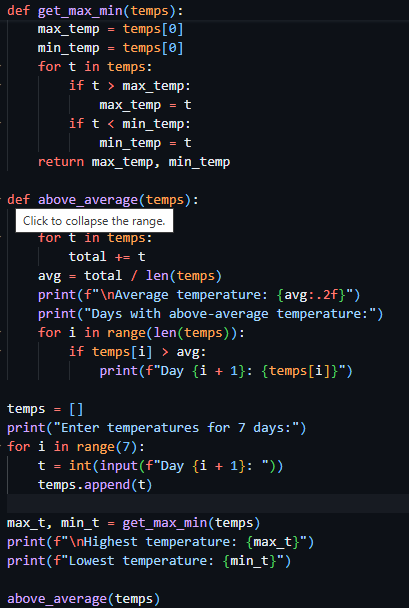 def get_max_min(temps):
    max_temp = temps[0]
    min_temp = temps[0]
    for t in temps:
        if t > max_temp:
            max_temp = t
        if t < min_temp:
            min_temp = t
    return max_temp, min_temp

def above_average(temps):
Click to collapse the range.
    for t in temps:
        total += t
    avg = total / len(temps)
    print(f"\nAverage temperature: {avg:.2f}")
    print("Days with above-average temperature:")
    for i in range(len(temps)):
        if temps[i] > avg:
            print(f"Day {i + 1}: {temps[i]}")

temps = []
print("Enter temperatures for 7 days:")
for i in range(7):
    t = int(input(f"Day {i + 1}: "))
    temps.append(t)

max_t, min_t = get_max_min(temps)
print(f"\nHighest temperature: {max_t}")
print(f"Lowest temperature: {min_t}")

above_average(temps)